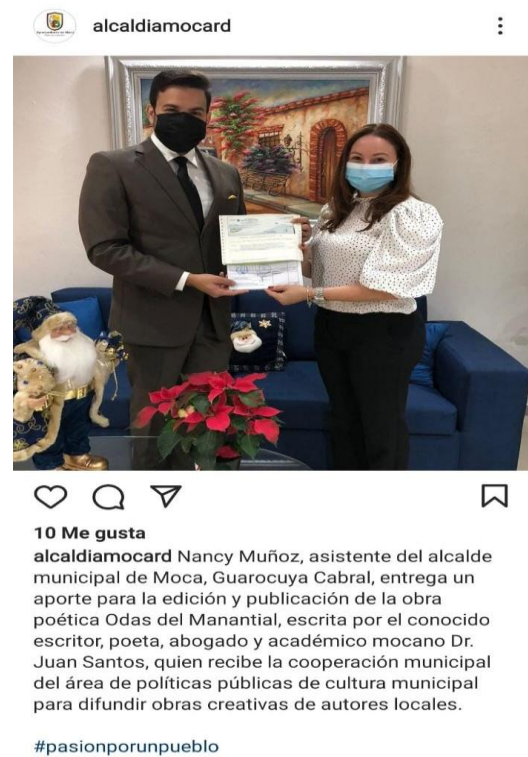 alcaldiamocard
10 Me gusta
alcaldiamocard Nancy Muñoz, asistente del alcalde
municipal de Moca, Guarocuya Cabral, entrega un
aporte para la edición y publicación de la obra
poética Odas del Manantial, escrita por el conocido
escritor, poeta, abogado y académico mocano Dr.
Juan Santos, quien recibe la cooperación municipal
del área de políticas públicas de cultura municipal
para difundir obras creativas de autores locales.
#pasionporunpueblo